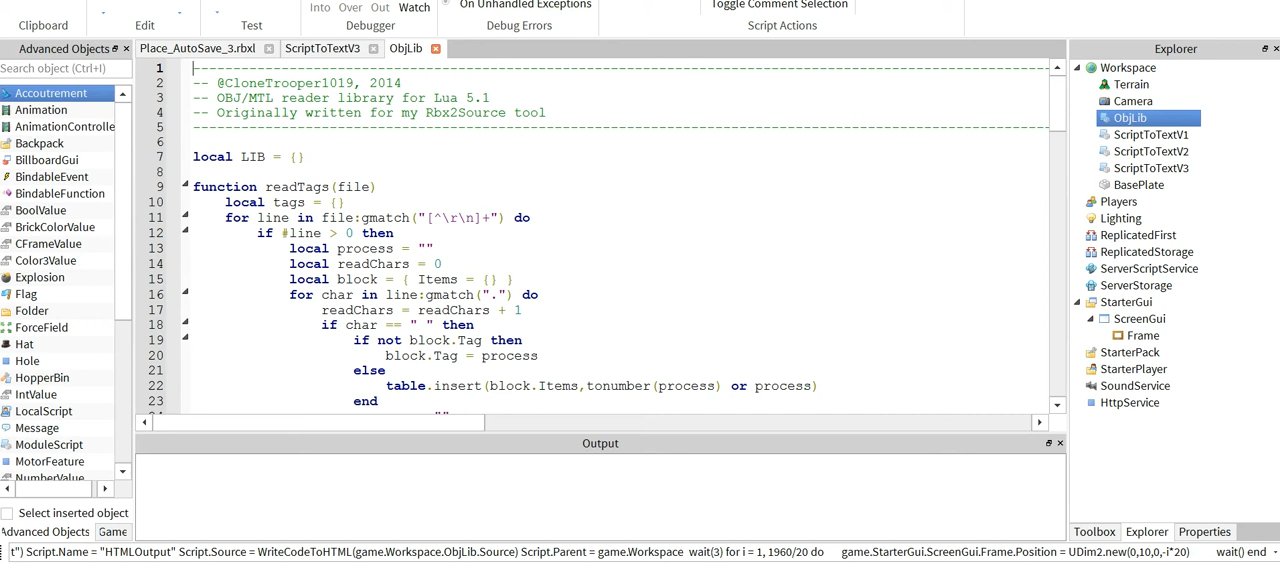 Into Over Out Watch
On Unhandled Exceptions
Toggle Comment Selection
Clipboard Edit Test Debugger Debug Errors Script Actions
Advanced Objects
Search object (Ctrl+I)
Accoutrement
Animation
AnimationControlle
Backpack
BillboardGui
BindableEvent
BindableFunction
BoolValue
BrickColorValue
CFrameValue
Color3Value
Explosion
Flag
Folder
ForceField
Hat
Hole
HopperBin
IntValue
LocalScript
Message
ModuleScript
MotorFeature
NumberValue
Select inserted object
Advanced Objects Game
Place_AutoSave_3.rbxl ScriptToTextV3 ObjLib
1 --------------------------------------------------------------------------------
2 -- @CloneTrooper1019, 2014
3 -- OBJ/MTL reader library for Lua 5.1
4 -- Originally written for my Rbx2Source tool
5 --------------------------------------------------------------------------------
6
7 local LIB = {}
8
9 function readTags(file)
10 local tags = {}
11 for line in file:gmatch("[^\r\n]+") do
12 if #line > 0 then
13 local process = ""
14 local readChars = 0
15 local block = { Items = {} }
16 for char in line:gmatch(".") do
17 readChars = readChars + 1
18 if char == " " then
19 if not block.Tag then
20 block.Tag = process
21 else
22 table.insert(block.Items,tonumber(process) or process)
23 end
Output
Explorer
Workspace
Terrain
Camera
ObjLib
ScriptToTextV1
ScriptToTextV2
ScriptToTextV3
BasePlate
Players
Lighting
ReplicatedFirst
ReplicatedStorage
ServerScriptService
ServerStorage
StarterGui
ScreenGui
Frame
StarterPack
StarterPlayer
SoundService
HttpService
Toolbox Explorer Properties
t") Script.Name = "HTMLOutput" Script.Source = WriteCodeToHTML(game.Workspace.ObjLib.Source) Script.Parent = game.Workspace wait(3) for i = 1, 1960/20 do game.StarterGui.ScreenGui.Frame.Position = UDim2.new(0,10,0,-i*20) wait() end